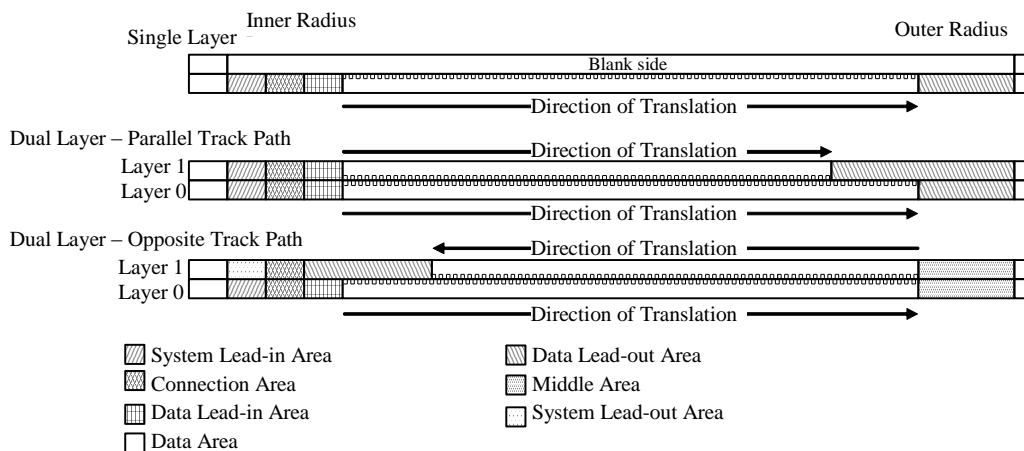 Inner Radius
Outer Radius
Single Layer
Blank side
Direction of Translation
Dual Layer – Parallel Track Path
Direction of Translation
Layer 1
Layer 0
Direction of Translation
Dual Layer – Opposite Track Path
Direction of Translation
Layer 1
Layer 0
Direction of Translation
System Lead-in Area
Data Lead-out Area
Connection Area
Middle Area
Data Lead-in Area
System Lead-out Area
Data Area